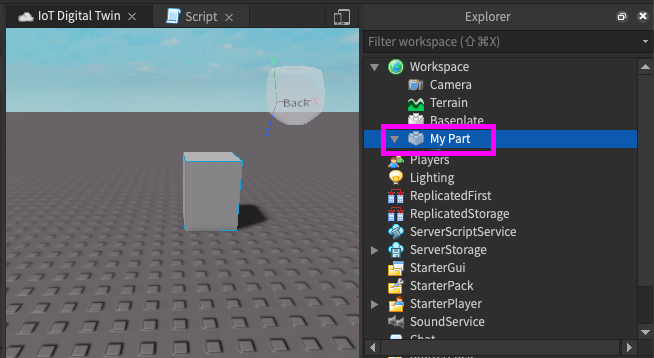 IoT Digital Twin
Script
Explorer
Filter workspace (⇧⌘X)
Back
X
Workspace
Camera
Terrain
Baseplate
My Part
Players
Lighting
ReplicatedFirst
ReplicatedStorage
ServerScriptService
ServerStorage
StarterGui
StarterPack
StarterPlayer
SoundService
Chat